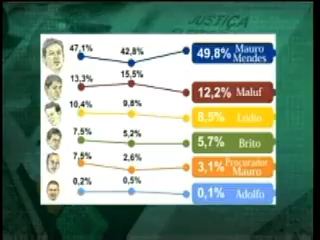 JUSTIÇA
47,1% 42,8% 49,8% Mauro Mendes
13,3% 15,5% 12,2% Maluf
10,4% 9,8% 8,5% Ludio
7,5% 5,2% 5,7% Brito
7,5% 2,6% 3,1% Procurador Mauro
0,2% 0,5% 0,1% Adolfo